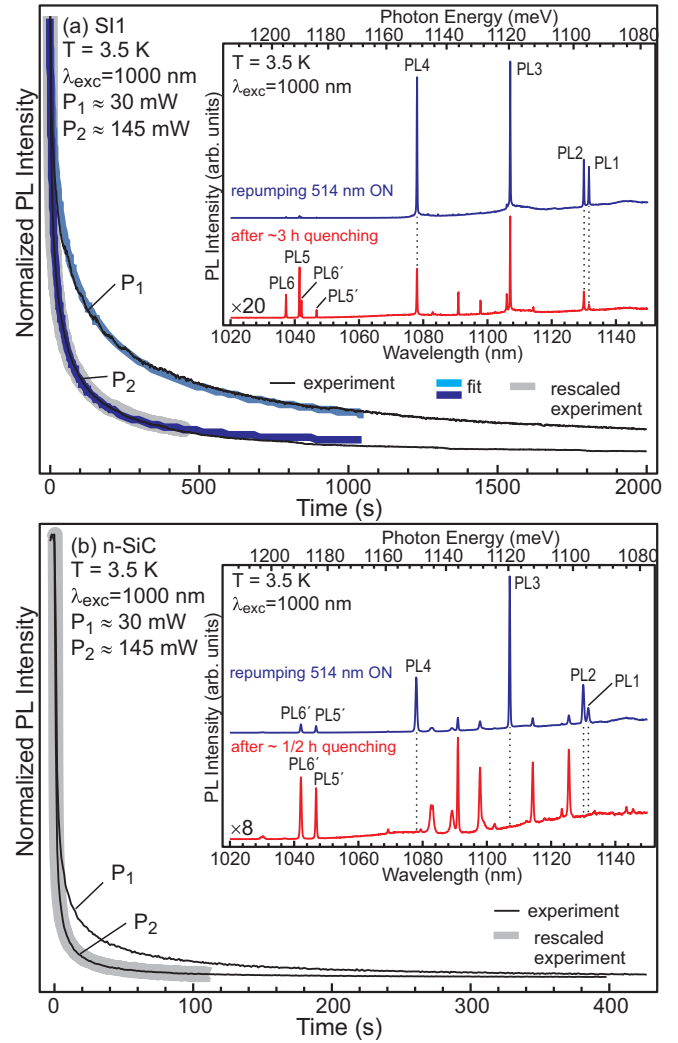 (a) SI1
T = 3.5 K
λexc=1000 nm
P1 ≈ 30 mW
P2 ≈ 145 mW
Normalized PL Intensity
P1
P2
Photon Energy (meV)
1200 1180 1160 1140 1120 1100 1080
T = 3.5 K
λexc=1000 nm
PL4
PL3
PL2
PL1
repumping 514 nm ON
after ~3 h quenching
PL5
PL6
PL6´
PL5´
×20
PL Intensity (arb. units)
1020 1040 1060 1080 1100 1120 1140
Wavelength (nm)
experiment
fit
rescaled
experiment
0 500 1000 1500 2000
Time (s)
(b) n-SiC
T = 3.5 K
λexc=1000 nm
P1 ≈ 30 mW
P2 ≈ 145 mW
Normalized PL Intensity
P1
P2
Photon Energy (meV)
1200 1180 1160 1140 1120 1100 1080
T = 3.5 K
λexc=1000 nm
PL3
PL4
PL2
PL1
repumping 514 nm ON
PL6´
PL5´
after ~ 1/2 h quenching
PL6´
PL5´
×8
PL Intensity (arb. units)
1020 1040 1060 1080 1100 1120 1140
Wavelength (nm)
experiment
rescaled
experiment
0 100 200 300 400
Time (s)